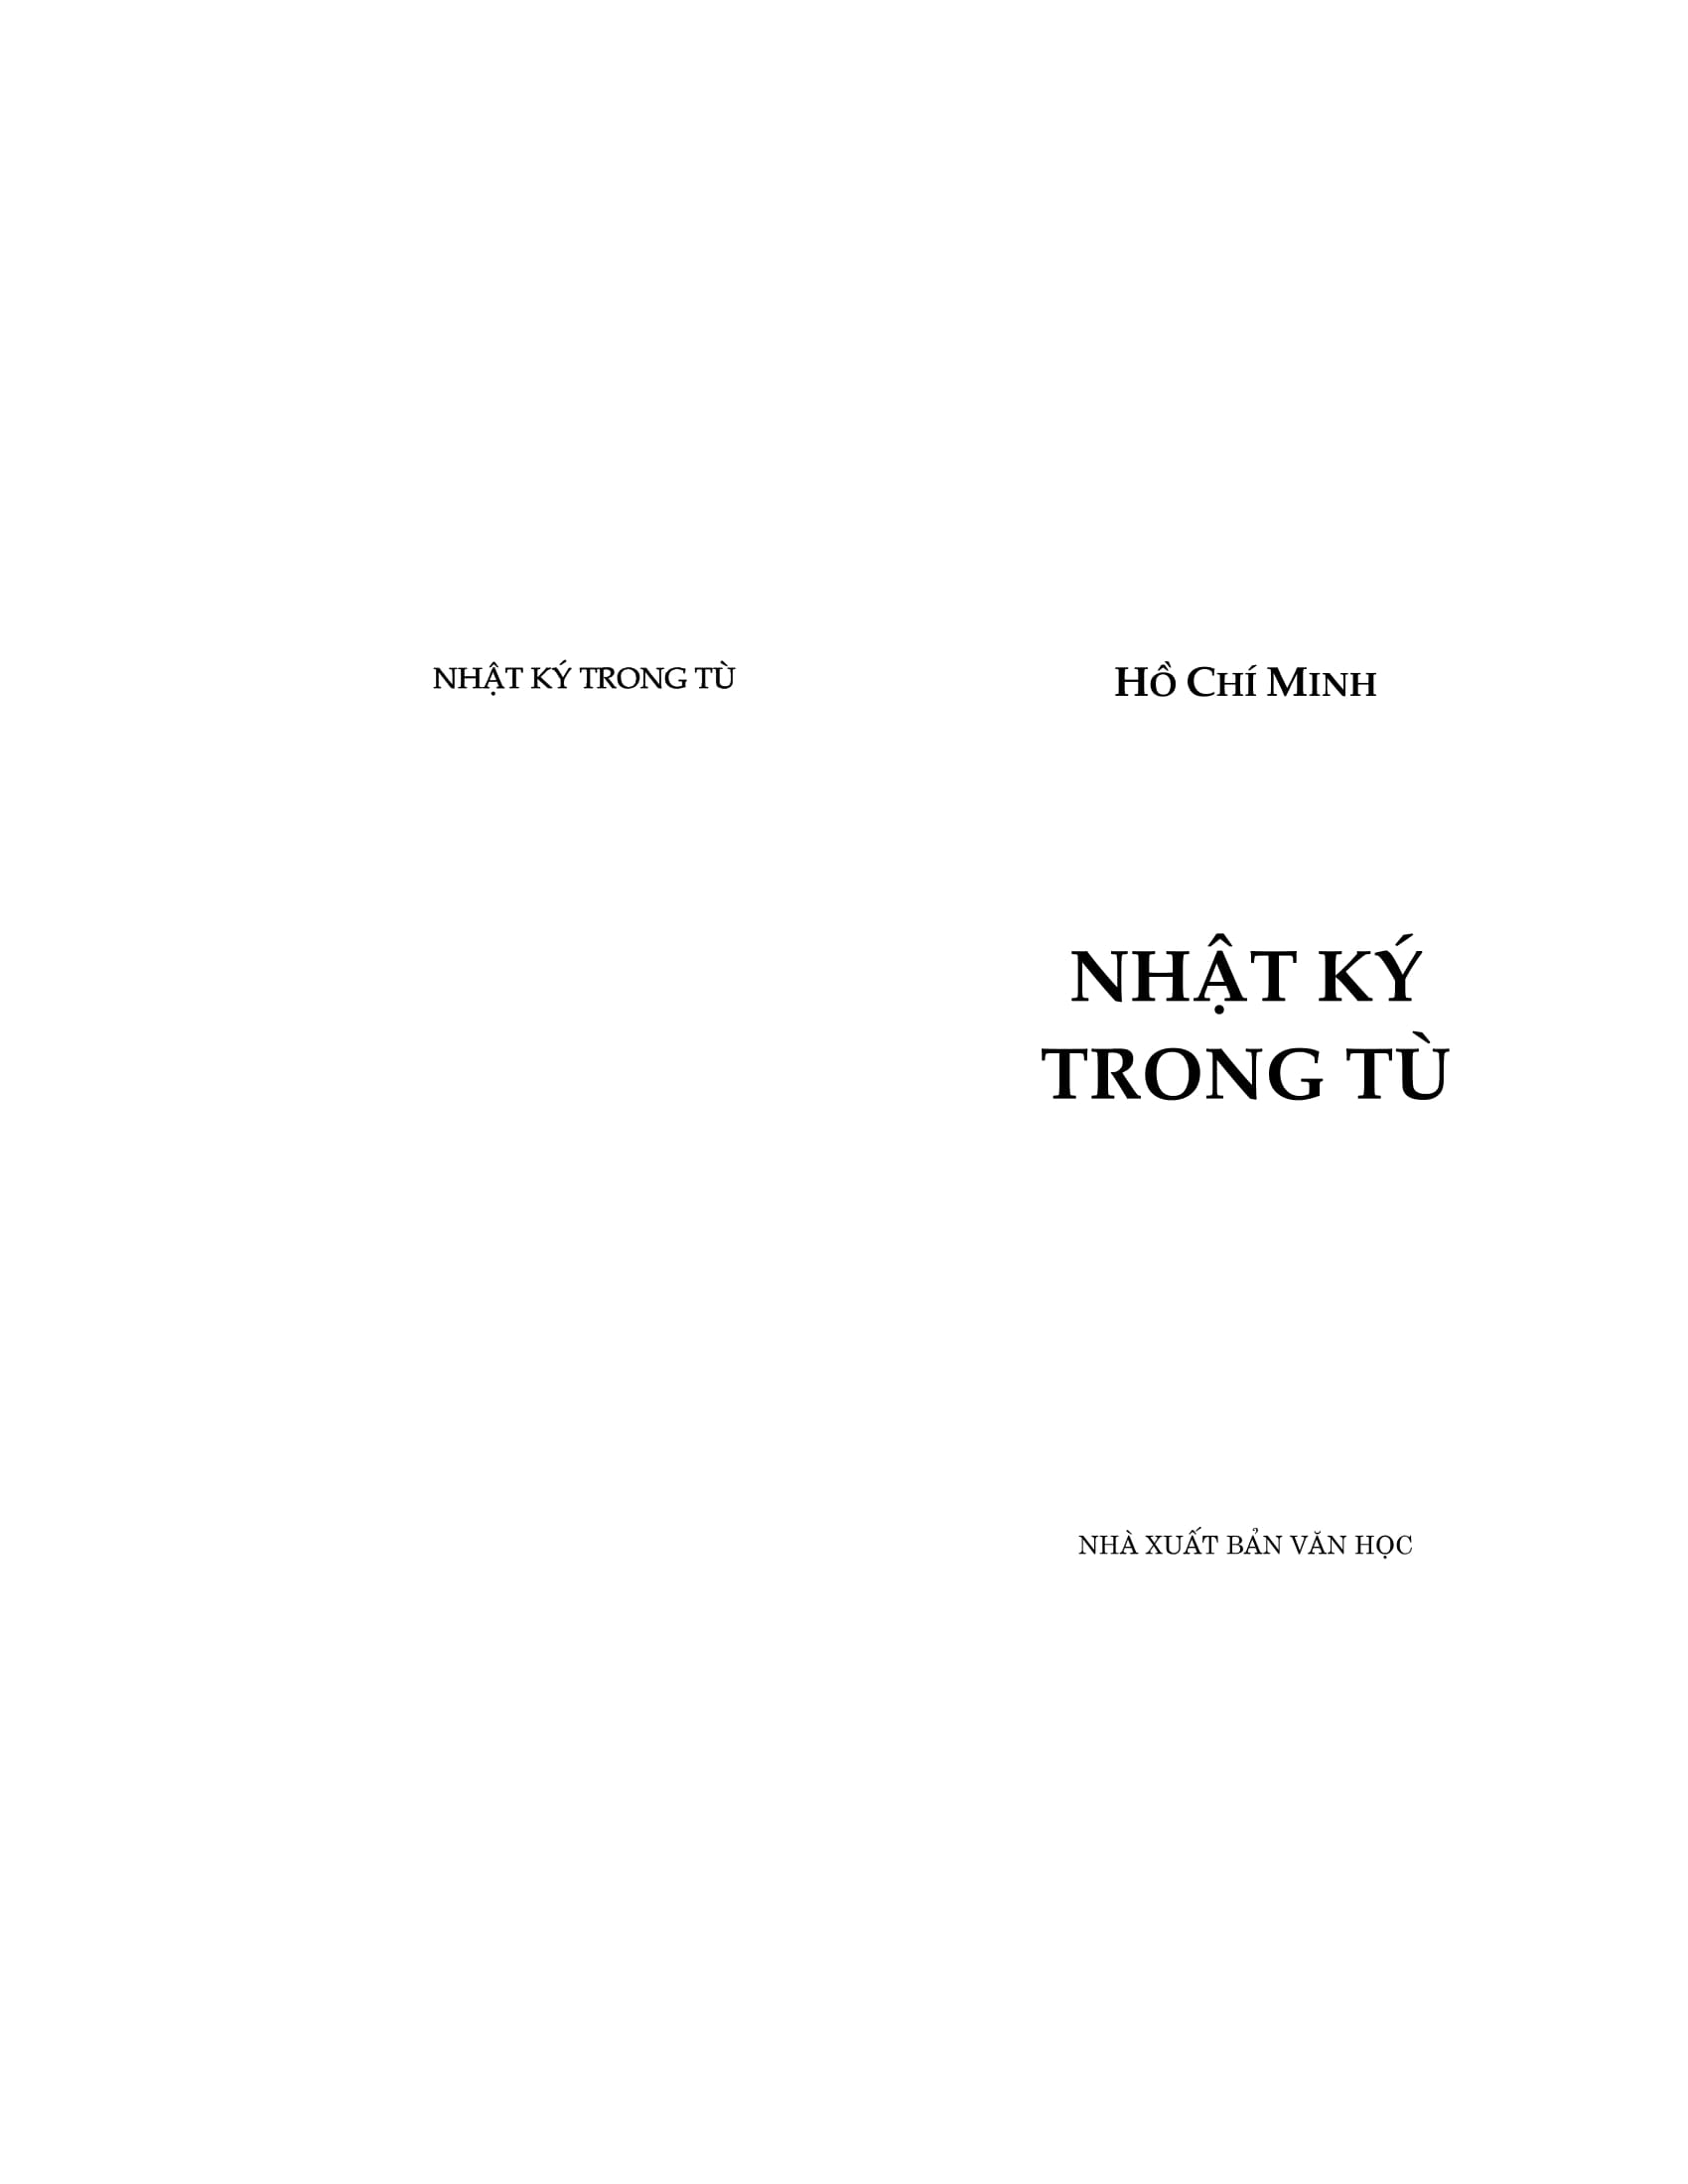 NHẬT KÝ TRONG TÙ
HỒ CHÍ MINH
NHẬT KÝ
TRONG TÙ
NHÀ XUẤT BẢN VĂN HỌC